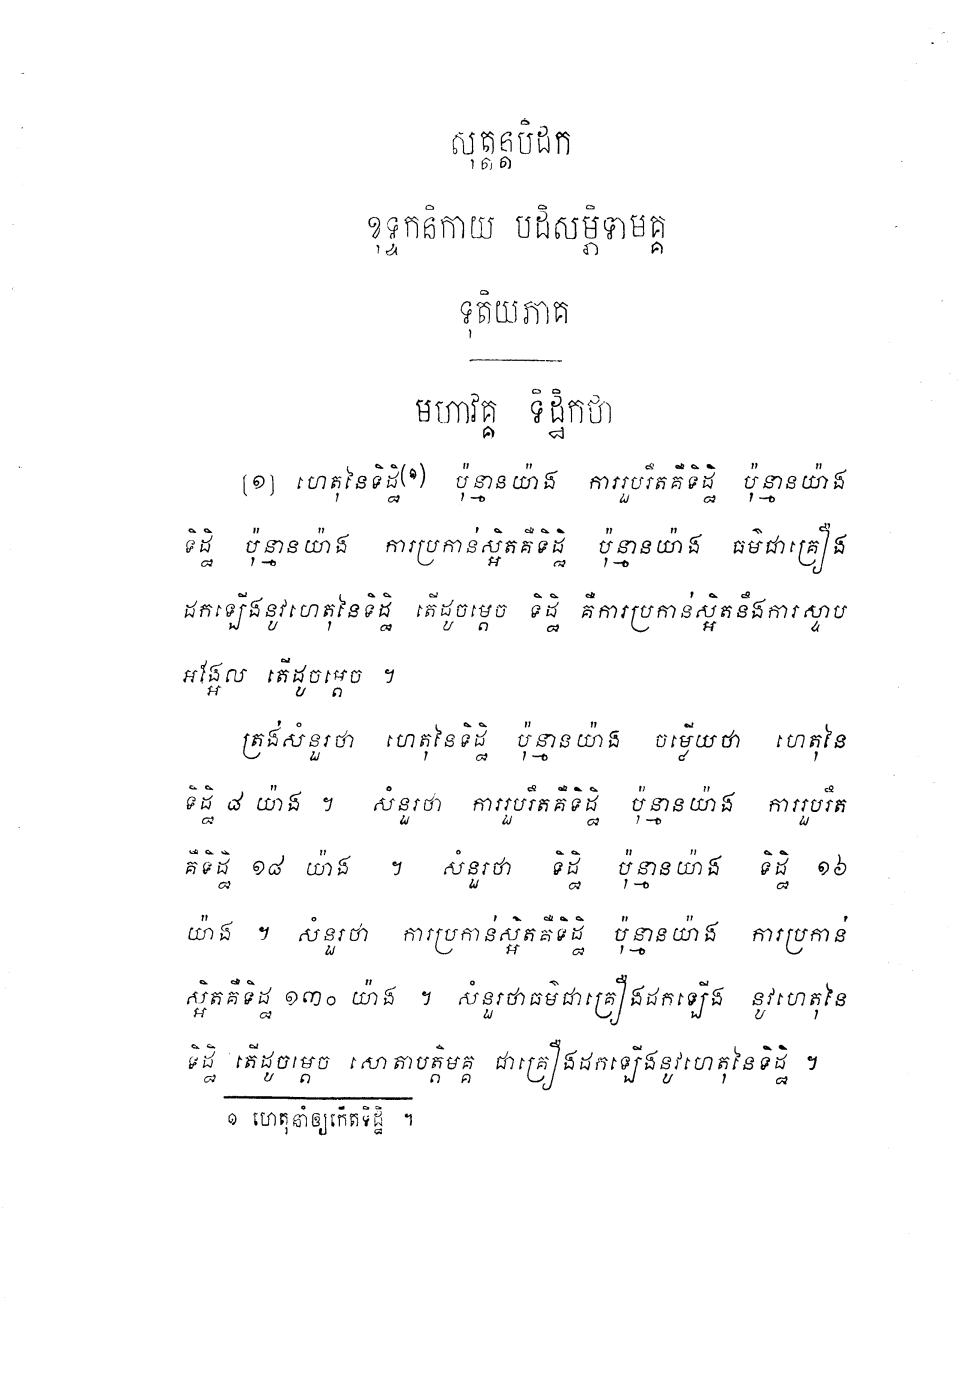 សុត្តន្តបិដក
ខុទ្ទកនិកាយ បដិសម្ភិទាមគ្គ
ទុតិយភាគ
មហាវគ្គ ទិដ្ឋិកថា
[១] ហេតុនៃទិដ្ឋិ(១) ប៉ុន្មានយ៉ាង ការរួបរឹតគឺទិដ្ឋិ ប៉ុន្មានយ៉ាង
ទិដ្ឋិ ប៉ុន្មានយ៉ាង ការប្រកាន់ស្អិតគឺទិដ្ឋិ ប៉ុន្មានយ៉ាង ធម៌ជាគ្រឿង
ដកឡើងនូវហេតុនៃទិដ្ឋិ តើដូចម្តេច ទិដ្ឋិ គឺការប្រកាន់ស្អិតនឹងការស្ទាប
អង្អែល តើដូចម្តេច ។
ត្រង់សំនួរថា ហេតុនៃទិដ្ឋិ ប៉ុន្មានយ៉ាង ចម្លើយថា ហេតុនៃ
ទិដ្ឋិ ៨ យ៉ាង ។ សំនួរថា ការរួបរឹតគឺទិដ្ឋិ ប៉ុន្មានយ៉ាង ការរួបរឹត
គឺទិដ្ឋិ ១៨ យ៉ាង ។ សំនួរថា ទិដ្ឋិ ប៉ុន្មានយ៉ាង ទិដ្ឋិ ១៦
យ៉ាង ។ សំនួរថា ការប្រកាន់ស្អិតគឺទិដ្ឋិ ប៉ុន្មានយ៉ាង ការប្រកាន់
ស្អិតគឺទិដ្ឋ ១៣០ យ៉ាង ។ សំនួរថាធម៌ជាគ្រឿងដកឡើង នូវហេតុនៃ
ទិដ្ឋិ តើដូចម្តេច សោតាបត្តិមគ្គ ជាគ្រឿងដកឡើងនូវហេតុនៃទិដ្ឋិ ។
១ ហេតុនាំឲ្យកើតទិដ្ឋិ ។